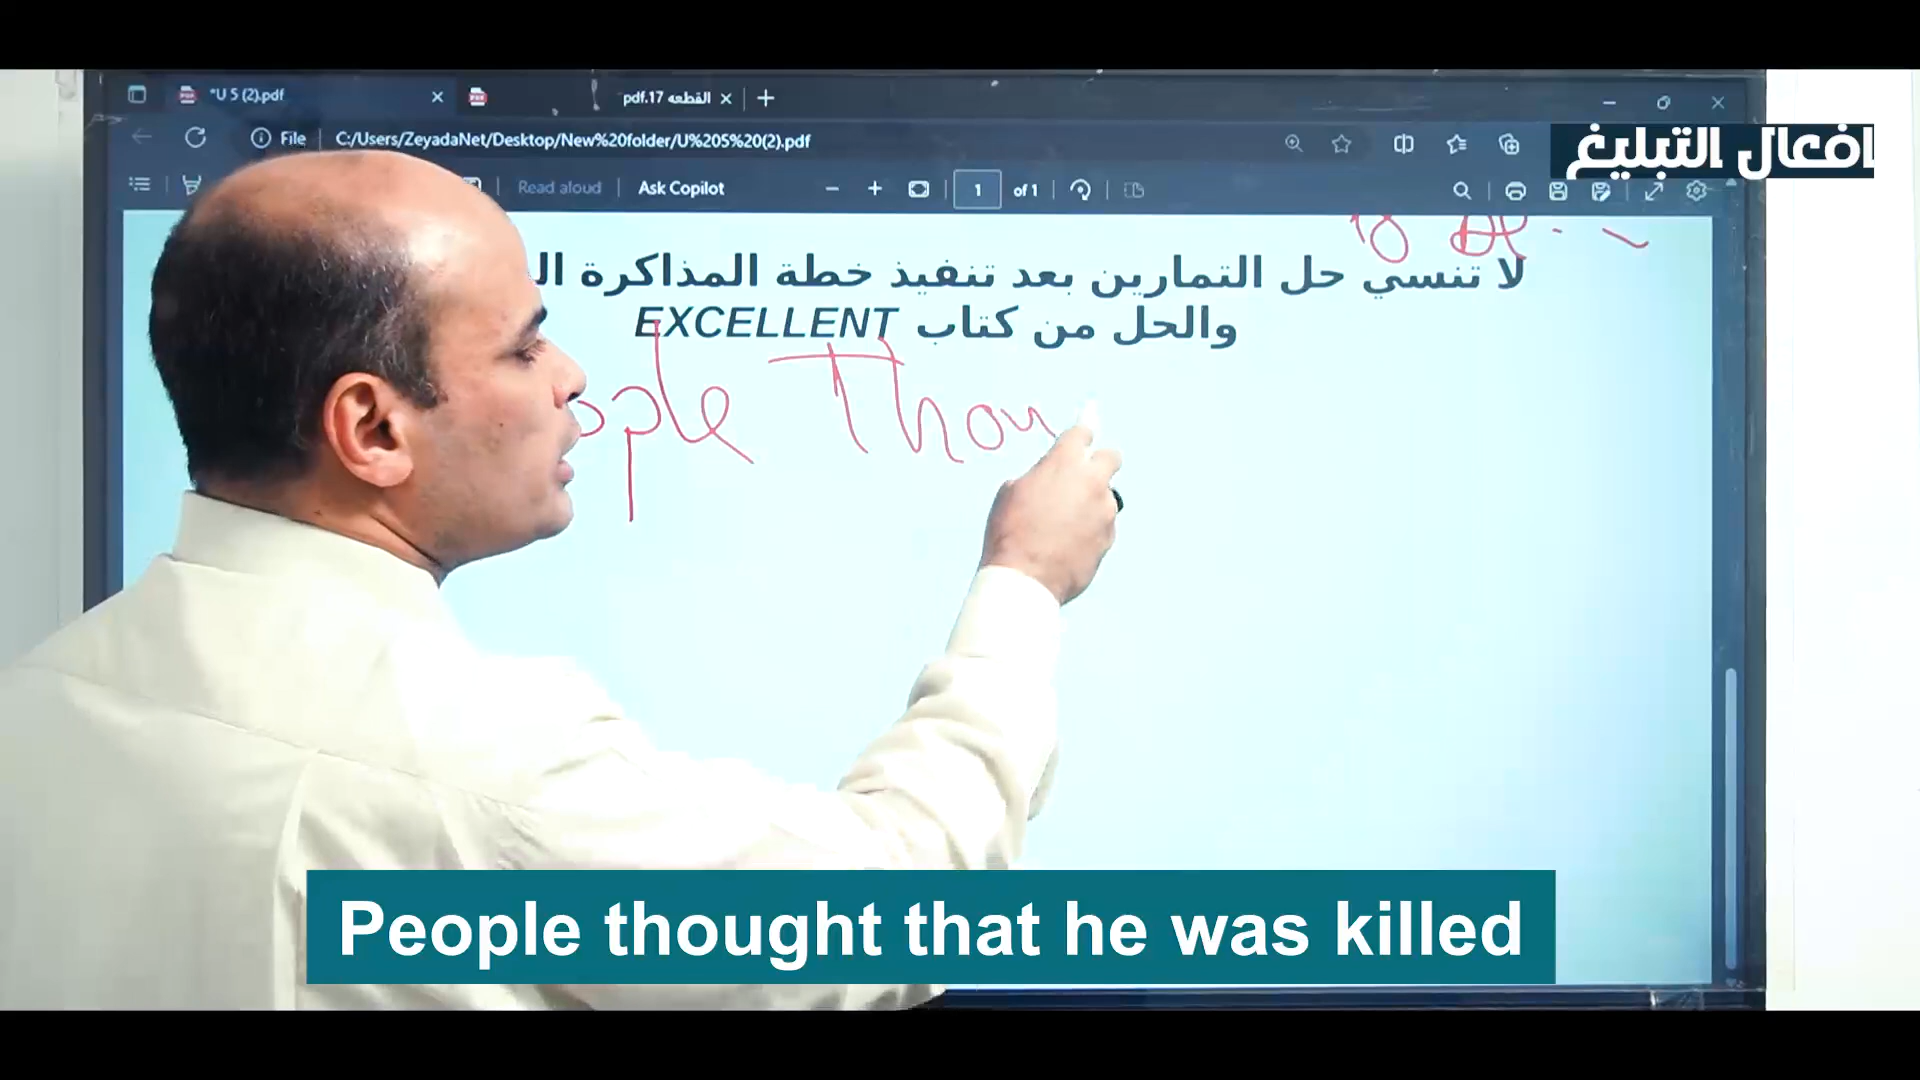 *U 5 (2).pdf
القطعه 17.pdf
File
C:/Users/ZeyadaNet/Desktop/New%20folder/U%205%20(2).pdf
افعال التبليغ
Read aloud
Ask Copilot
1 of 1
لا تنسي حل التمارين بعد تنفيذ خطة المذاكرة
والحل من كتاب EXCELLENT
ople Thou
People thought that he was killed